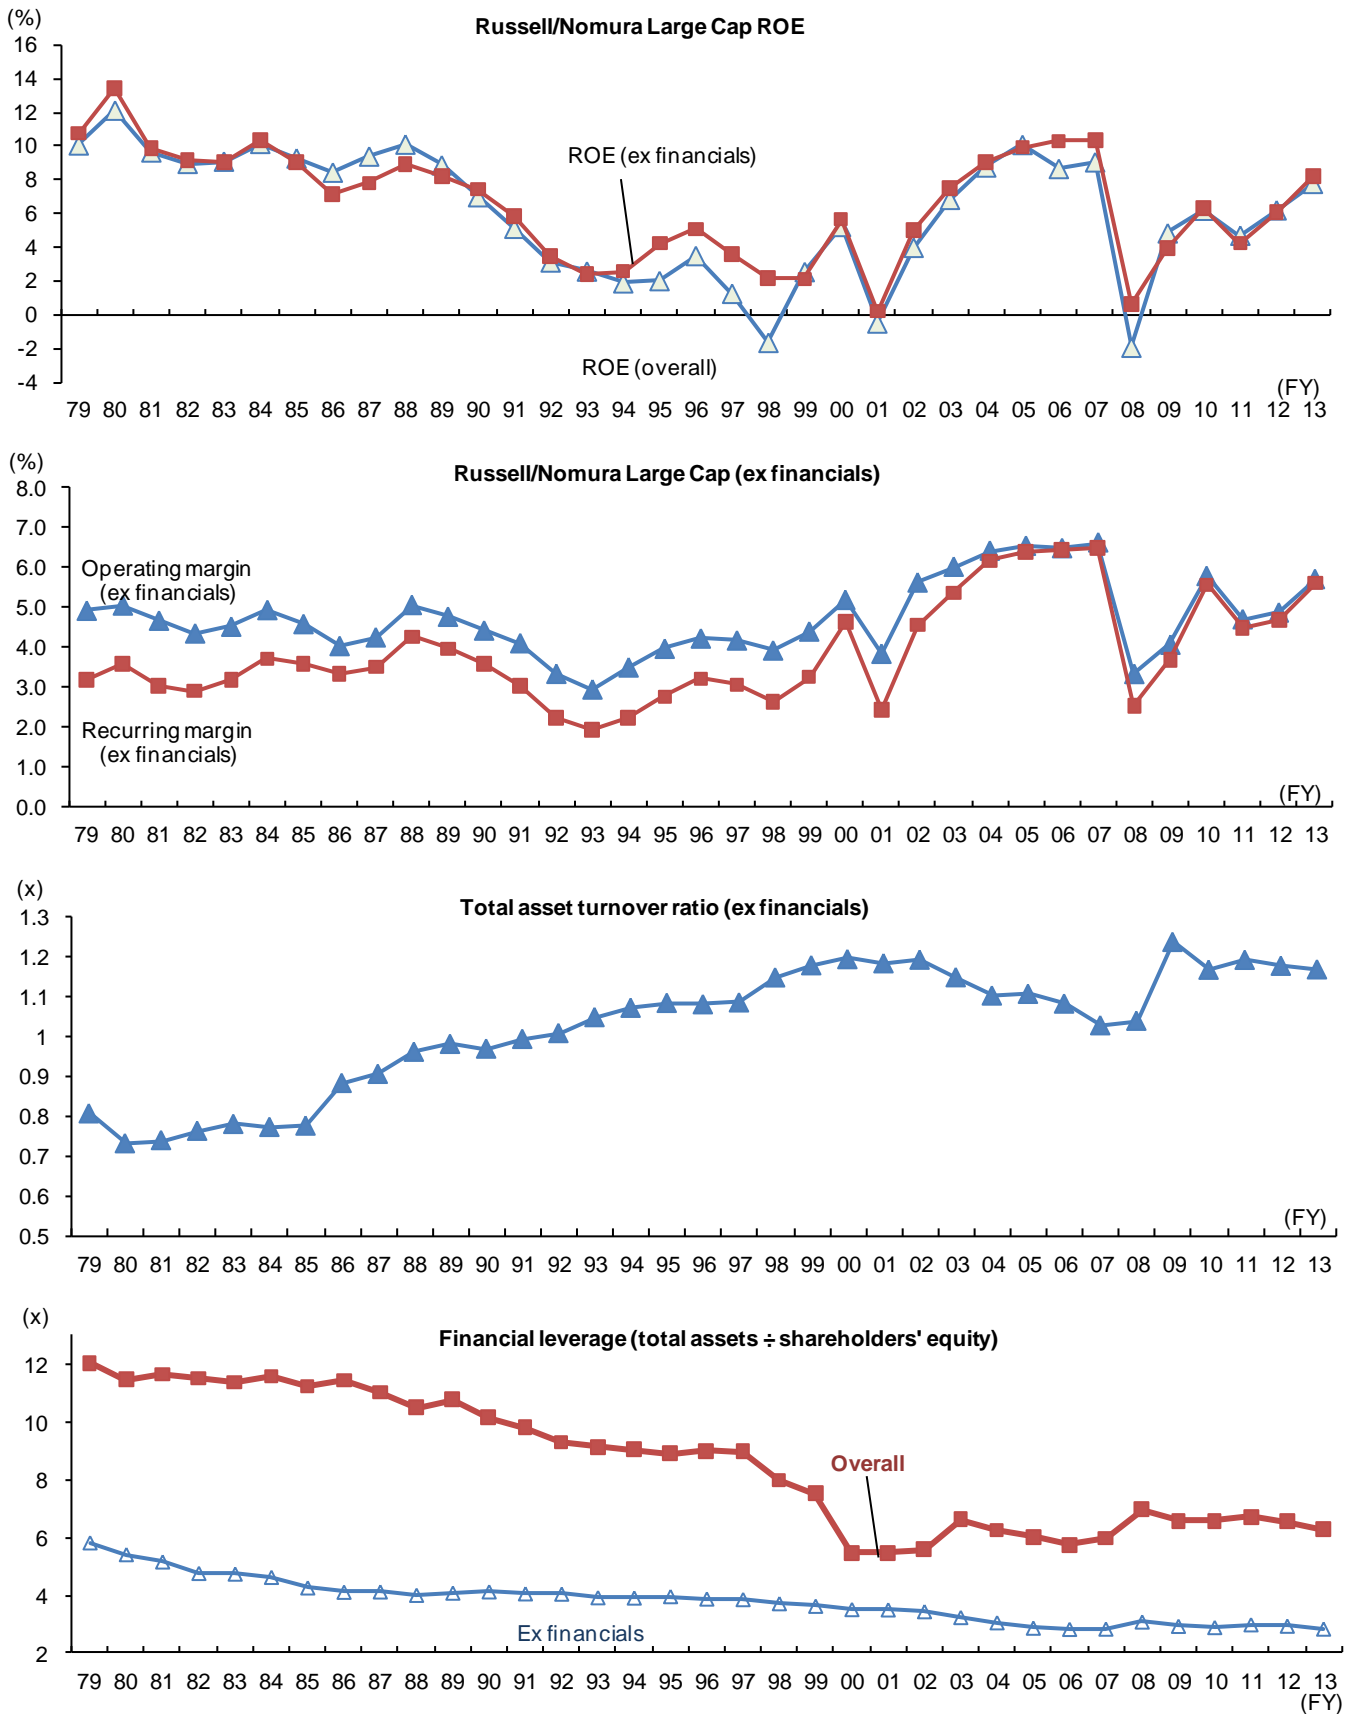 (%)
Russell/Nomura Large Cap ROE
16
14
12
10
8
6
4
2
0
-2
-4
ROE (ex financials)
ROE (overall)
(FY)
79 80 81 82 83 84 85 86 87 88 89 90 91 92 93 94 95 96 97 98 99 00 01 02 03 04 05 06 07 08 09 10 11 12 13
(%)
Russell/Nomura Large Cap (ex financials)
8.0
7.0
6.0
5.0
4.0
3.0
2.0
1.0
0.0
Operating margin
(ex financials)
Recurring margin
(ex financials)
(FY)
79 80 81 82 83 84 85 86 87 88 89 90 91 92 93 94 95 96 97 98 99 00 01 02 03 04 05 06 07 08 09 10 11 12 13
(x)
Total asset turnover ratio (ex financials)
1.3
1.2
1.1
1
0.9
0.8
0.7
0.6
0.5
(FY)
79 80 81 82 83 84 85 86 87 88 89 90 91 92 93 94 95 96 97 98 99 00 01 02 03 04 05 06 07 08 09 10 11 12 13
(x)
Financial leverage (total assets ÷ shareholders' equity)
12
10
8
6
4
2
Overall
Ex financials
79 80 81 82 83 84 85 86 87 88 89 90 91 92 93 94 95 96 97 98 99 00 01 02 03 04 05 06 07 08 09 10 11 12 13
(FY)